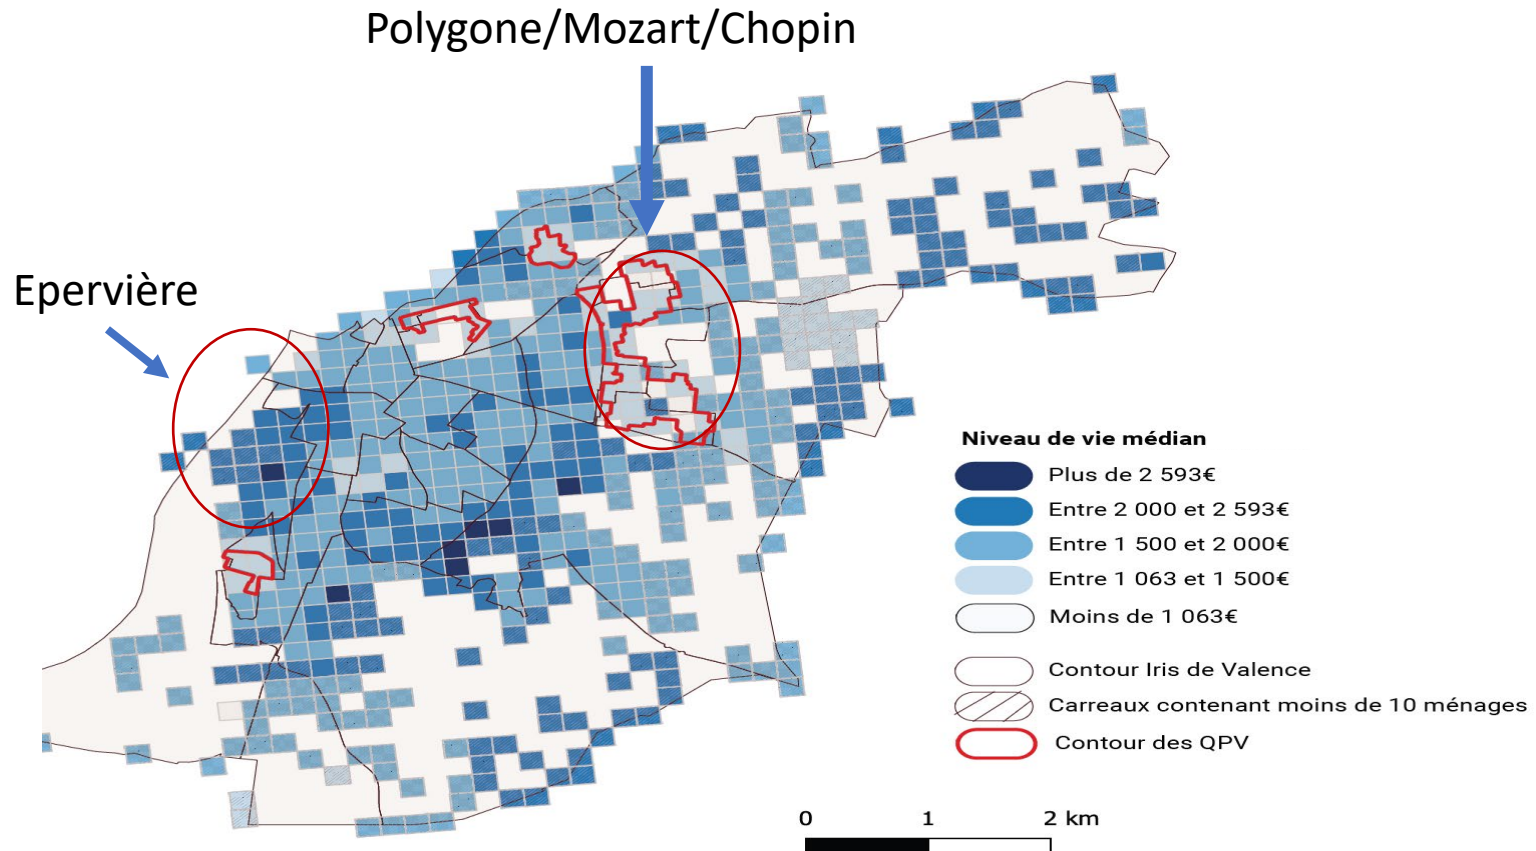 Polygone/Mozart/Chopin
Epervière
Niveau de vie médian
Plus de 2 593€
Entre 2 000 et 2 593€
Entre 1 500 et 2 000€
Entre 1 063 et 1 500€
Moins de 1 063€
Contour Iris de Valence
Carreaux contenant moins de 10 ménages
Contour des QPV
0 1 2 km